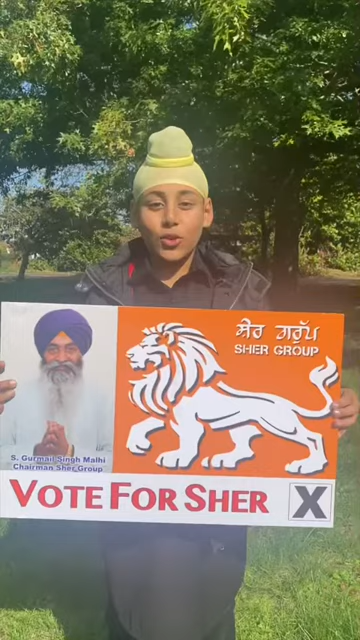 ਸ਼ੇਰ ਗਰੁੱਪ
SHER GROUP
S. Gurmail Singh Malhi
Chairman Sher Group
VOTE FOR SHER X